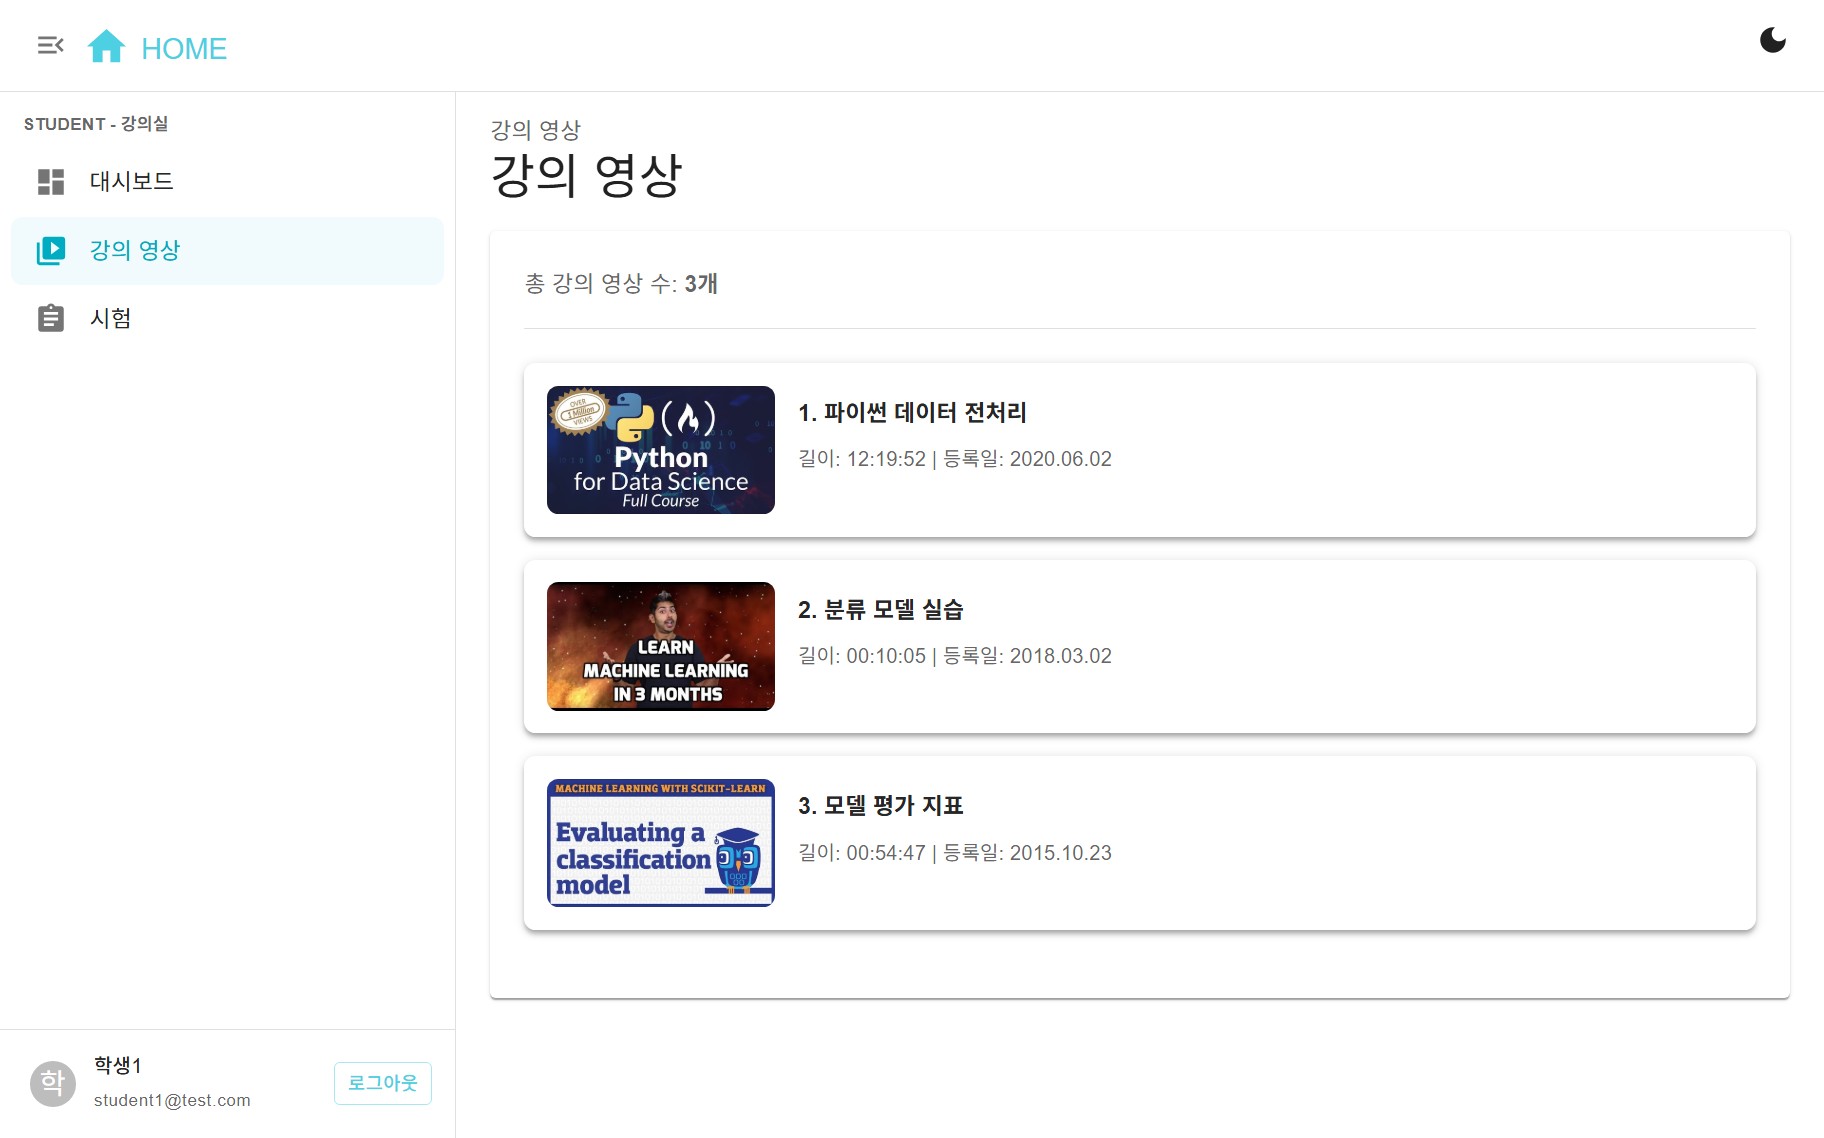 HOME
STUDENT - 강의실
대시보드
강의 영상
시험
강의 영상
강의 영상
총 강의 영상 수: 3개
OVER
1 Million
VIEWS
Python
for Data Science
Full Course
1. 파이썬 데이터 전처리
길이: 12:19:52 | 등록일: 2020.06.02
LEARN
MACHINE LEARNING
IN 3 MONTHS
2. 분류 모델 실습
길이: 00:10:05 | 등록일: 2018.03.02
MACHINE LEARNING WITH SCIKIT-LEARN
Evaluating a
classification
model
3. 모델 평가 지표
길이: 00:54:47 | 등록일: 2015.10.23
학
학생1
student1@test.com
로그아웃